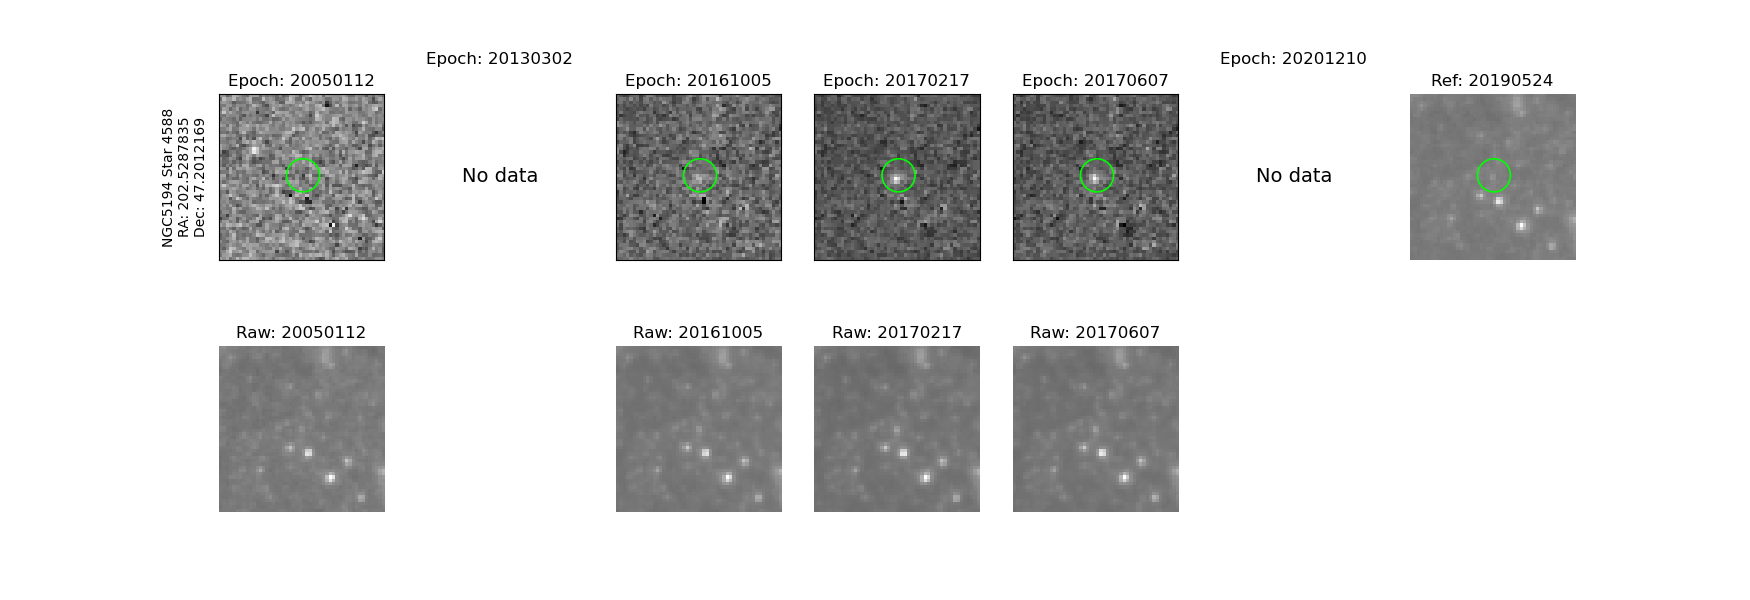 Epoch: 20130302
Epoch: 20201210
Epoch: 20050112
Epoch: 20161005
Epoch: 20170217
Epoch: 20170607
Ref: 20190524
NGC5194 Star 4588
RA: 202.5287835
Dec: 47.2012169
No data
No data
Raw: 20050112
Raw: 20161005
Raw: 20170217
Raw: 20170607